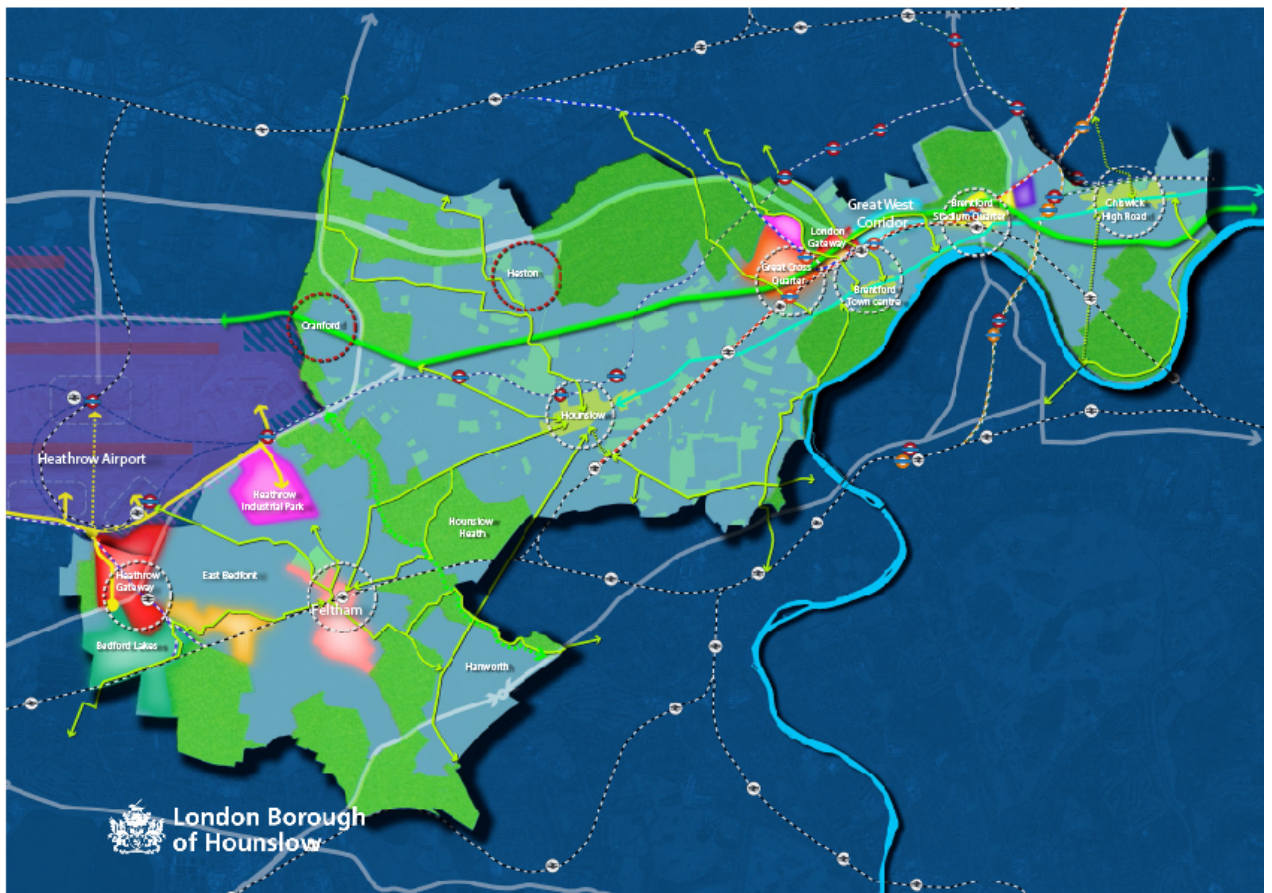 Great West
Corridor
Brentford
Stadium Quarter
Chiswick
High Road
London
Gateway
Great Cross
Quarter
Brentford
Town centre
Heston
Cranford
Hounslow
Heathrow Airport
Heathrow
Industrial Park
Hounslow
Heath
Heathrow
Gateway
East Bedfont
Feltham
Bedford Lakes
Hanworth
London Borough
of Hounslow